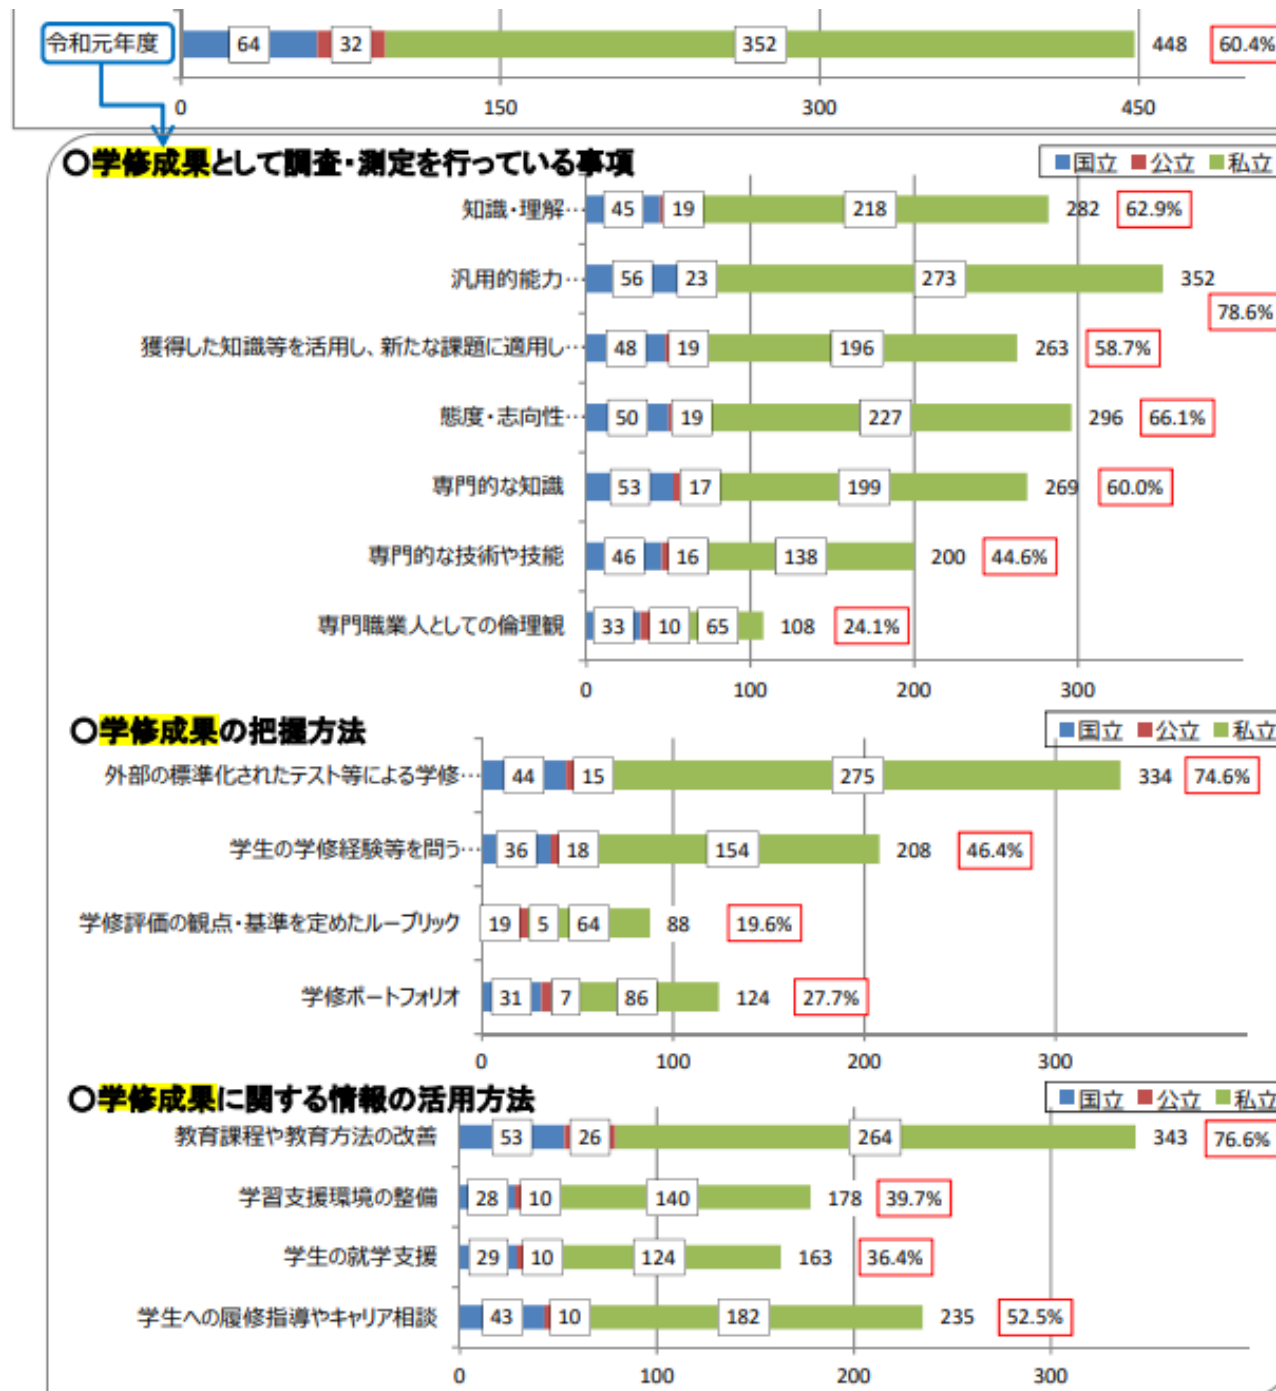 令和元年度 64 32 352 448 60.4%
0 150 300 450
〇学修成果として調査・測定を行っている事項
国立 公立 私立
知識・理解… 45 19 218 282 62.9%
汎用的能力… 56 23 273 352
78.6%
獲得した知識等を活用し、新たな課題に適用し… 48 19 196 263 58.7%
態度・志向性… 50 19 227 296 66.1%
専門的な知識 53 17 199 269 60.0%
専門的な技術や技能 46 16 138 200 44.6%
専門職業人としての倫理観 33 10 65 108 24.1%
0 100 200 300
〇学修成果の把握方法
国立 公立 私立
外部の標準化されたテスト等による学修… 44 15 275 334 74.6%
学生の学修経験等を問う… 36 18 154 208 46.4%
学修評価の観点・基準を定めたルーブリック 19 5 64 88 19.6%
学修ポートフォリオ 31 7 86 124 27.7%
0 100 200 300
〇学修成果に関する情報の活用方法
国立 公立 私立
教育課程や教育方法の改善 53 26 264 343 76.6%
学習支援環境の整備 28 10 140 178 39.7%
学生の就学支援 29 10 124 163 36.4%
学生への履修指導やキャリア相談 43 10 182 235 52.5%
0 100 200 300